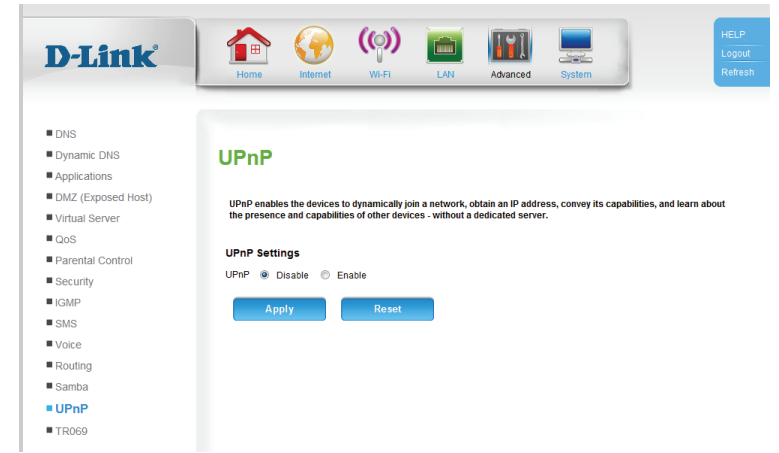 D-Link®
Home Internet Wi-Fi LAN Advanced System
HELP
Logout
Refresh
DNS
Dynamic DNS
Applications
DMZ (Exposed Host)
Virtual Server
QoS
Parental Control
Security
IGMP
SMS
Voice
Routing
Samba
UPnP
TR069
UPnP
UPnP enables the devices to dynamically join a network, obtain an IP address, convey its capabilities, and learn about
the presence and capabilities of other devices - without a dedicated server.
UPnP Settings
UPnP Disable Enable
Apply Reset